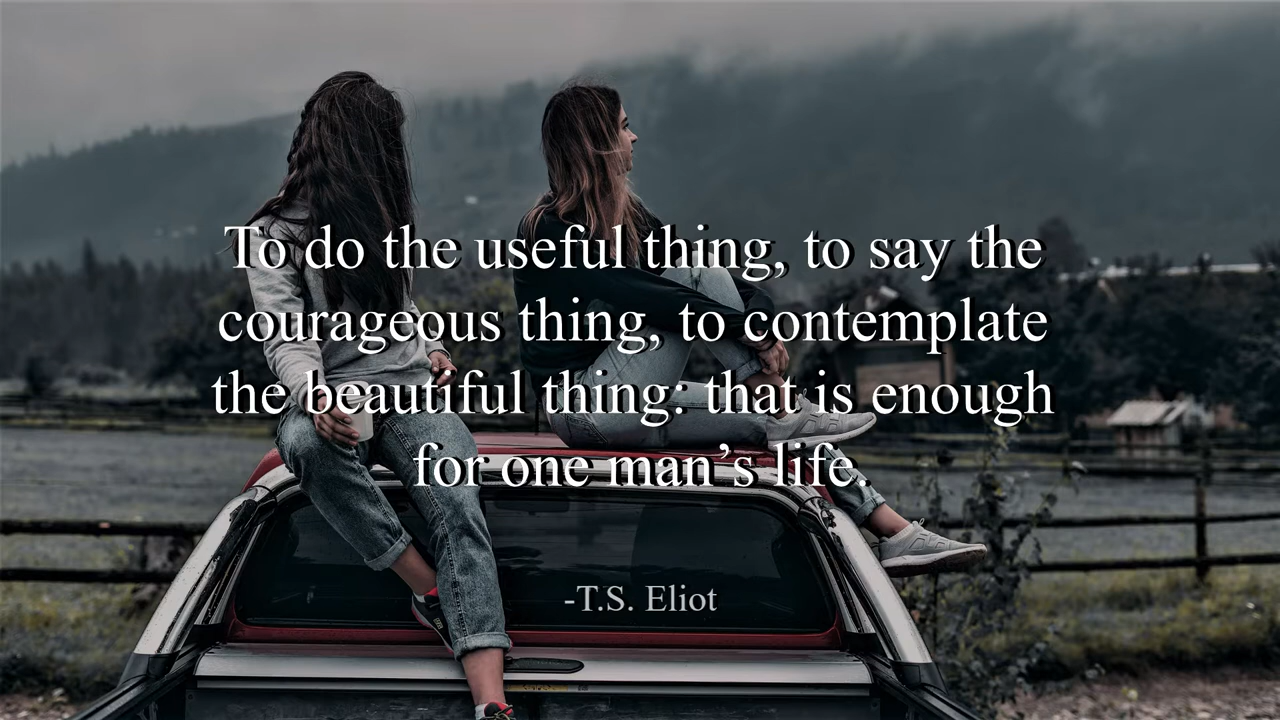 To do the useful thing, to say the
courageous thing, to contemplate
the beautiful thing: that is enough
for one man’s life.
-T.S. Eliot